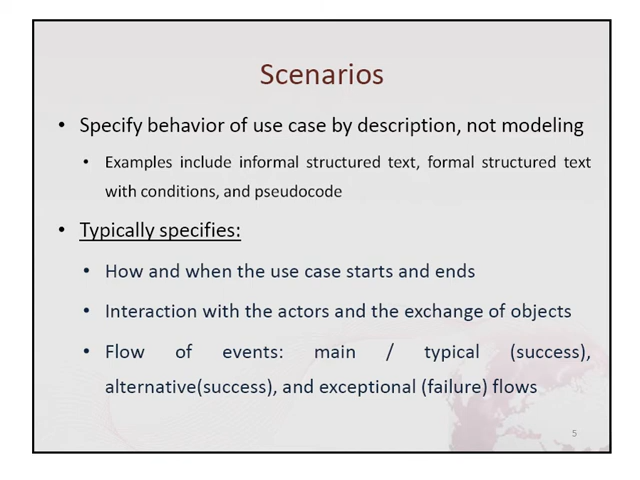 Scenarios
• Specify behavior of use case by description, not modeling
• Examples include informal structured text, formal structured text
with conditions, and pseudocode
• Typically specifies:
• How and when the use case starts and ends
• Interaction with the actors and the exchange of objects
• Flow of events: main / typical (success),
alternative(success), and exceptional (failure) flows
5